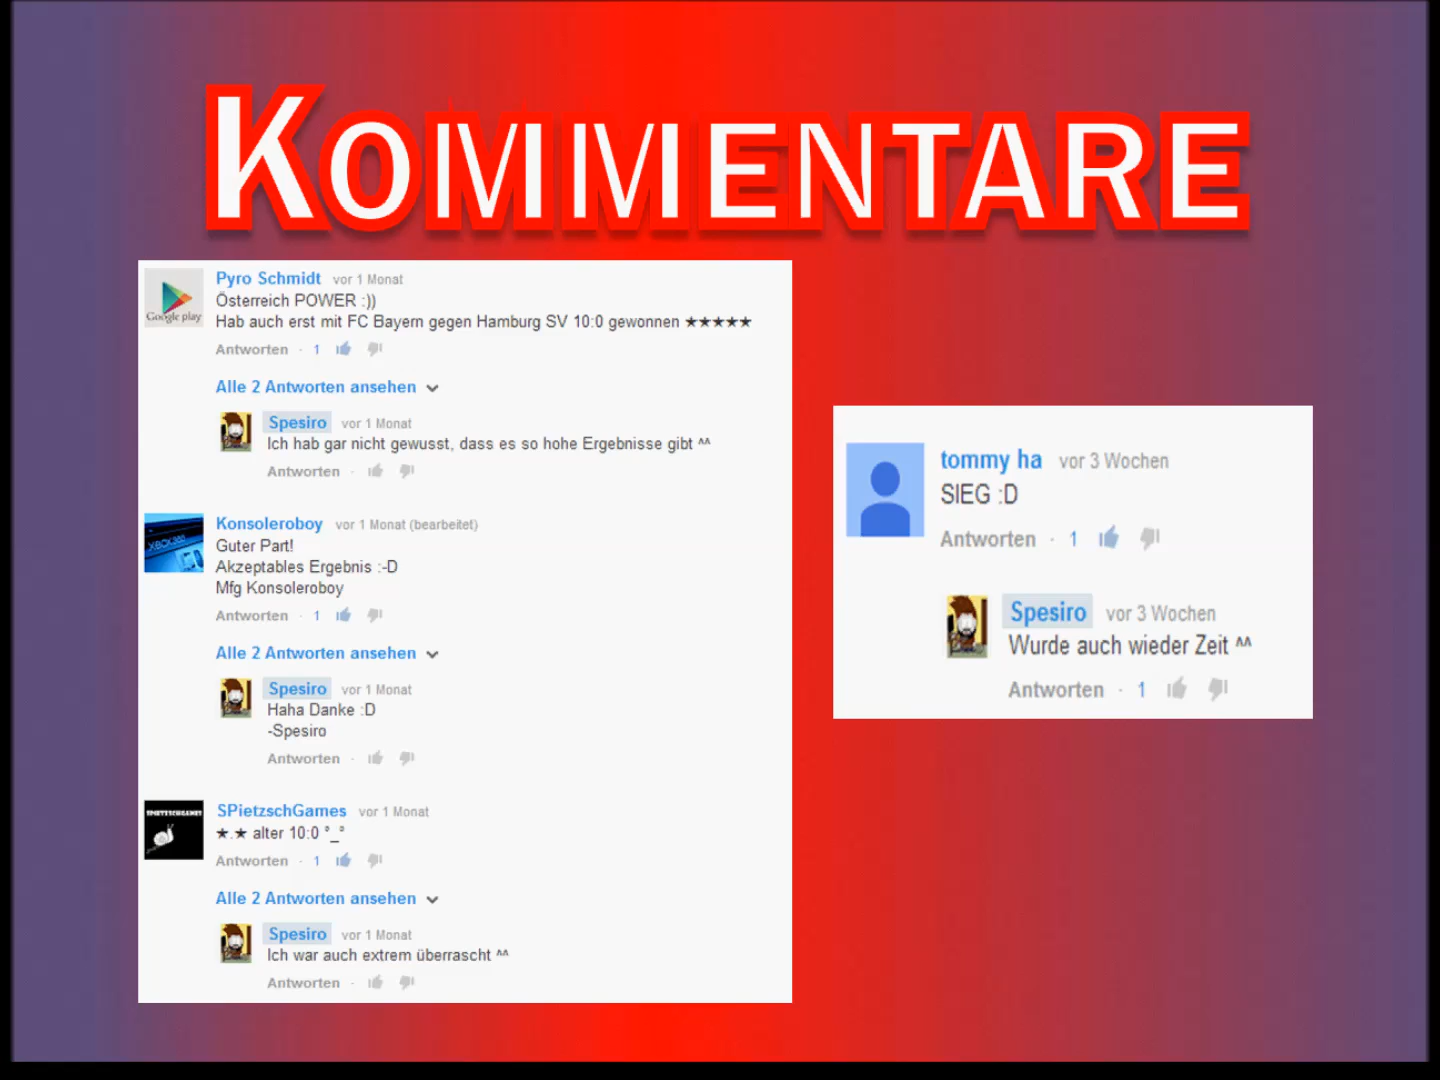 KOMMENTARE
Pyro Schmidt vor 1 Monat
Österreich POWER :))
Hab auch erst mit FC Bayern gegen Hamburg SV 10:0 gewonnen ★★★★★
Google play
Antworten · 1
Alle 2 Antworten ansehen
Spesiro vor 1 Monat
Ich hab gar nicht gewusst, dass es so hohe Ergebnisse gibt ^^
Antworten ·
Konsoleroboy vor 1 Monat (bearbeitet)
XBOX 360
Guter Part!
Akzeptables Ergebnis :-D
Mfg Konsoleroboy
Antworten · 1
Alle 2 Antworten ansehen
Spesiro vor 1 Monat
Haha Danke :D
-Spesiro
Antworten ·
SPietzschGames vor 1 Monat
SPIETZSCHGAMES
★.★ alter 10:0 °_°
Antworten · 1
Alle 2 Antworten ansehen
Spesiro vor 1 Monat
Ich war auch extrem überrascht ^^
Antworten ·
tommy ha vor 3 Wochen
SIEG :D
Antworten · 1
Spesiro vor 3 Wochen
Wurde auch wieder Zeit ^^
Antworten · 1